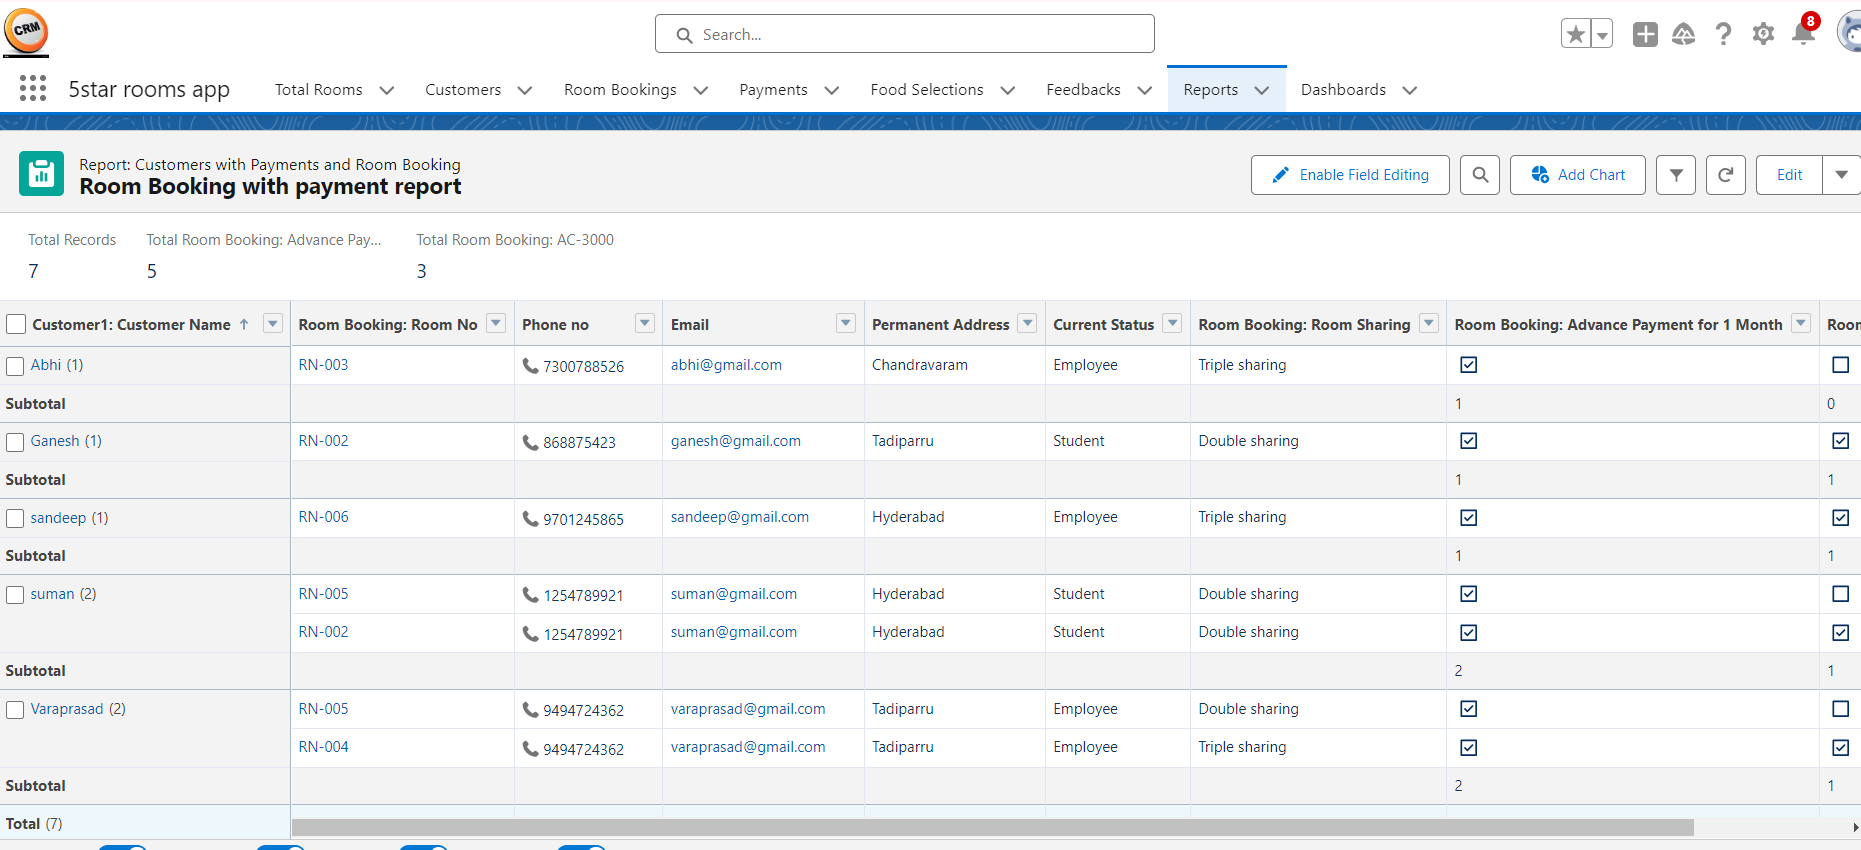 CRM
Search...
8
5star rooms app
Total Rooms
Customers
Room Bookings
Payments
Food Selections
Feedbacks
Reports
Dashboards
Report: Customers with Payments and Room Booking
Room Booking with payment report
Enable Field Editing
Add Chart
Edit
Total Records
Total Room Booking: Advance Pay...
Total Room Booking: AC-3000
7
5
3
Customer1: Customer Name Room Booking: Room No Phone no Email Permanent Address Current Status Room Booking: Room Sharing Room Booking: Advance Payment for 1 Month Roon
Abhi (1) RN-003 7300788526 abhi@gmail.com Chandravaram Employee Triple sharing
Subtotal 1 0
Ganesh (1) RN-002 868875423 ganesh@gmail.com Tadiparru Student Double sharing
Subtotal 1 1
sandeep (1) RN-006 9701245865 sandeep@gmail.com Hyderabad Employee Triple sharing
Subtotal 1 1
suman (2) RN-005 1254789921 suman@gmail.com Hyderabad Student Double sharing
RN-002 1254789921 suman@gmail.com Hyderabad Student Double sharing
Subtotal 2 1
Varaprasad (2) RN-005 9494724362 varaprasad@gmail.com Tadiparru Employee Double sharing
RN-004 9494724362 varaprasad@gmail.com Tadiparru Employee Triple sharing
Subtotal 2 1
Total (7)